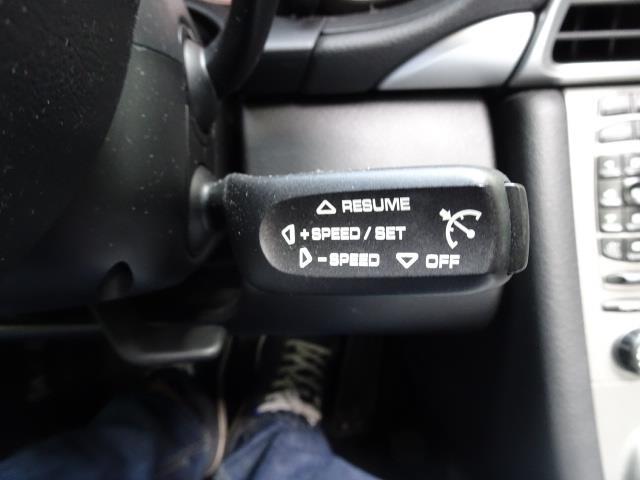 RESUME
+SPEED / SET
-SPEED OFF